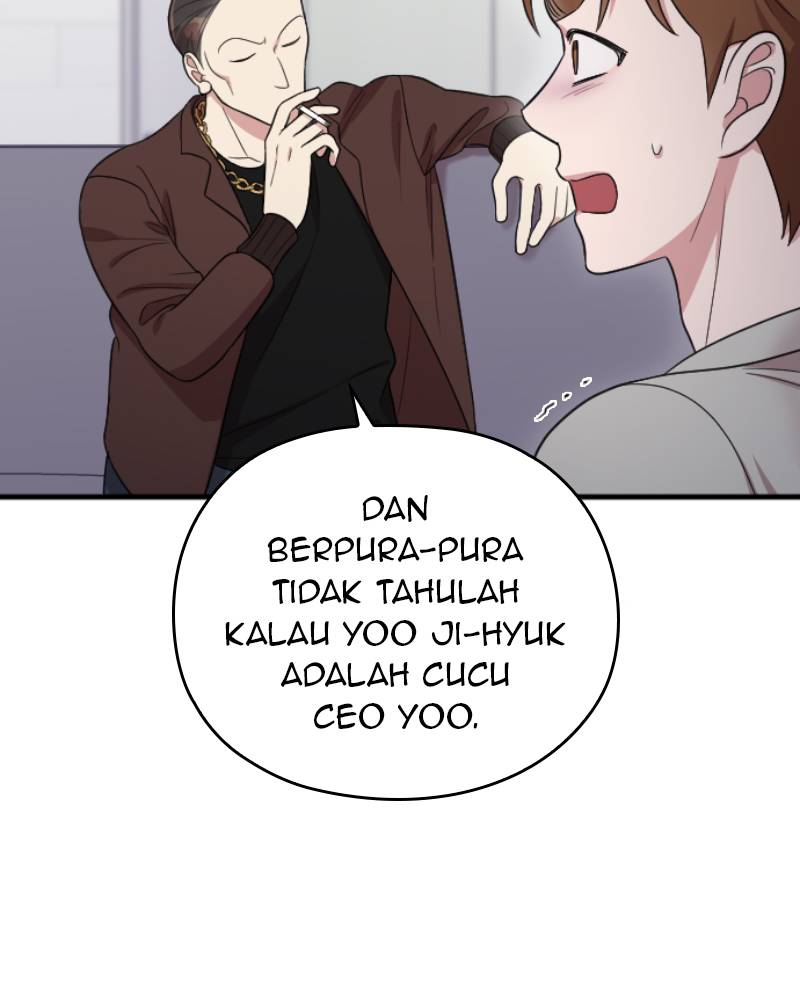 DAN
BERPURA-PURA
TIDAK TAHULAH
KALAU YOO JI-HYUK
ADALAH CUCU
CEO YOO.